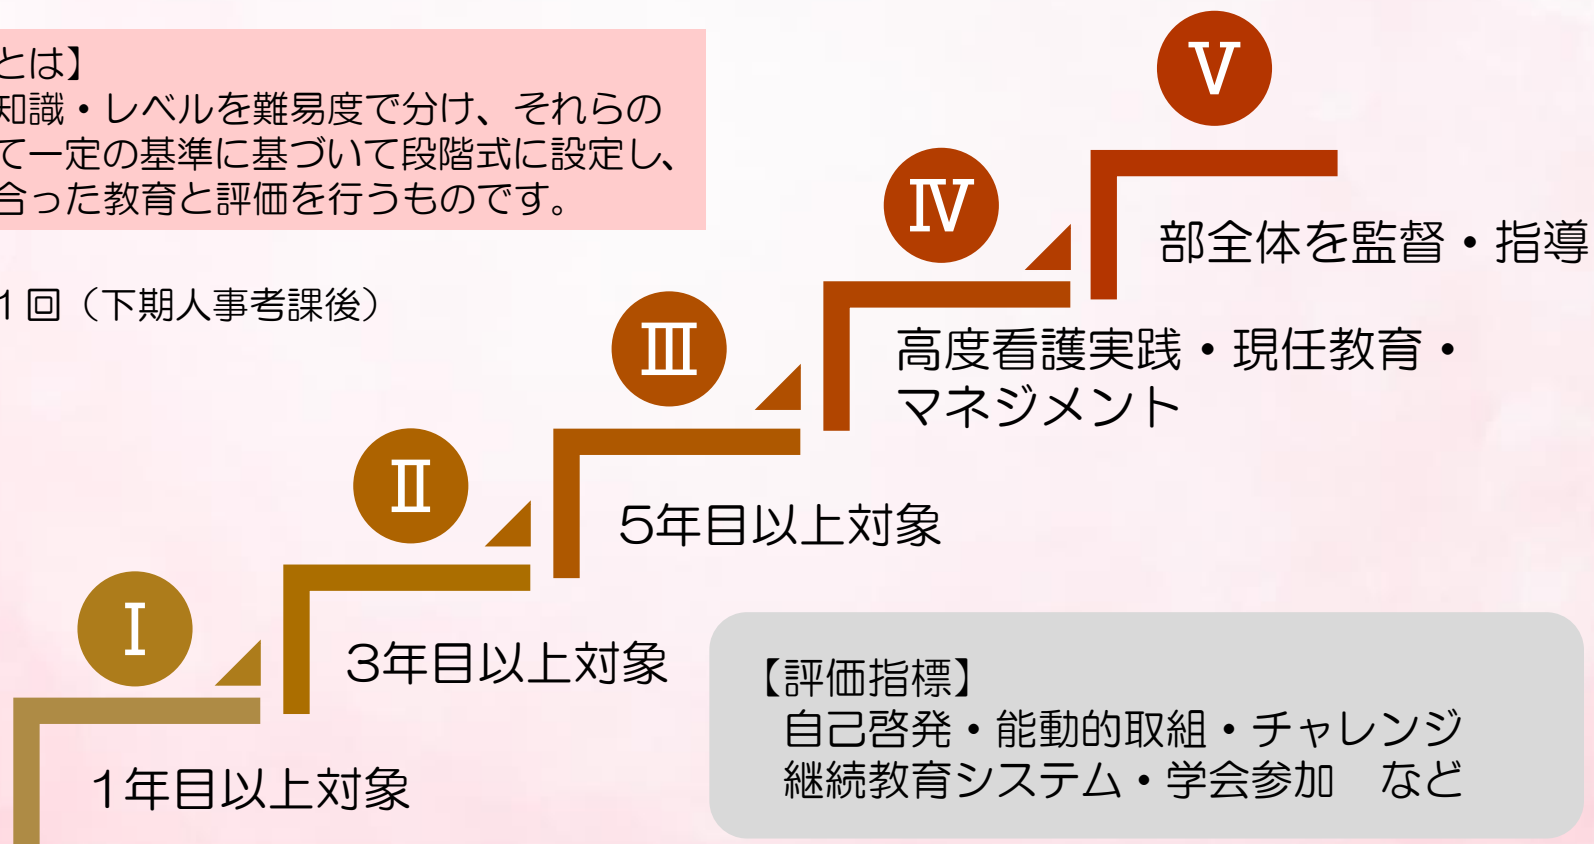 とは】
知識・レベルを難易度で分け、それらの
て一定の基準に基づいて段階式に設定し、
合った教育と評価を行うものです。
1回（下期人事考課後）
Ⅴ
部全体を監督・指導
Ⅳ
高度看護実践・現任教育・
マネジメント
Ⅲ
5年目以上対象
Ⅱ
3年目以上対象
Ⅰ
1年目以上対象
【評価指標】
自己啓発・能動的取組・チャレンジ
継続教育システム・学会参加　など